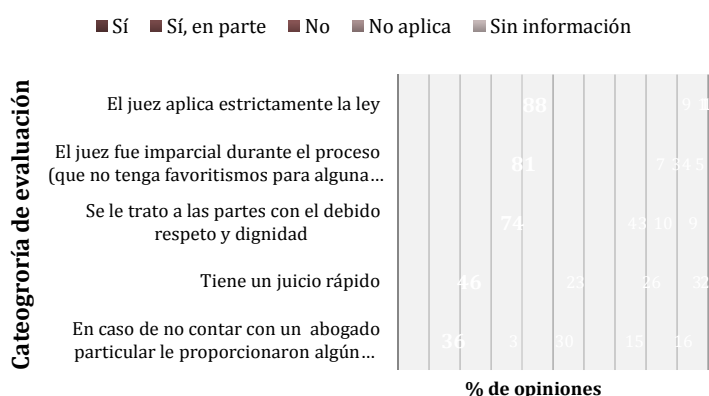 Sí Sí, en parte No No aplica Sin información
Cateogroría de evaluación
El juez aplica estrictamente la ley
88 9
El juez fue imparcial durante el proceso
(que no tenga favoritismos para alguna…
81 7 34 5
Se le trato a las partes con el debido
respeto y dignidad
74 43 10 9
Tiene un juicio rápido
46 23 26 32
En caso de no contar con un abogado
particular le proporcionaron algún…
36 3 30 15 16
% de opiniones